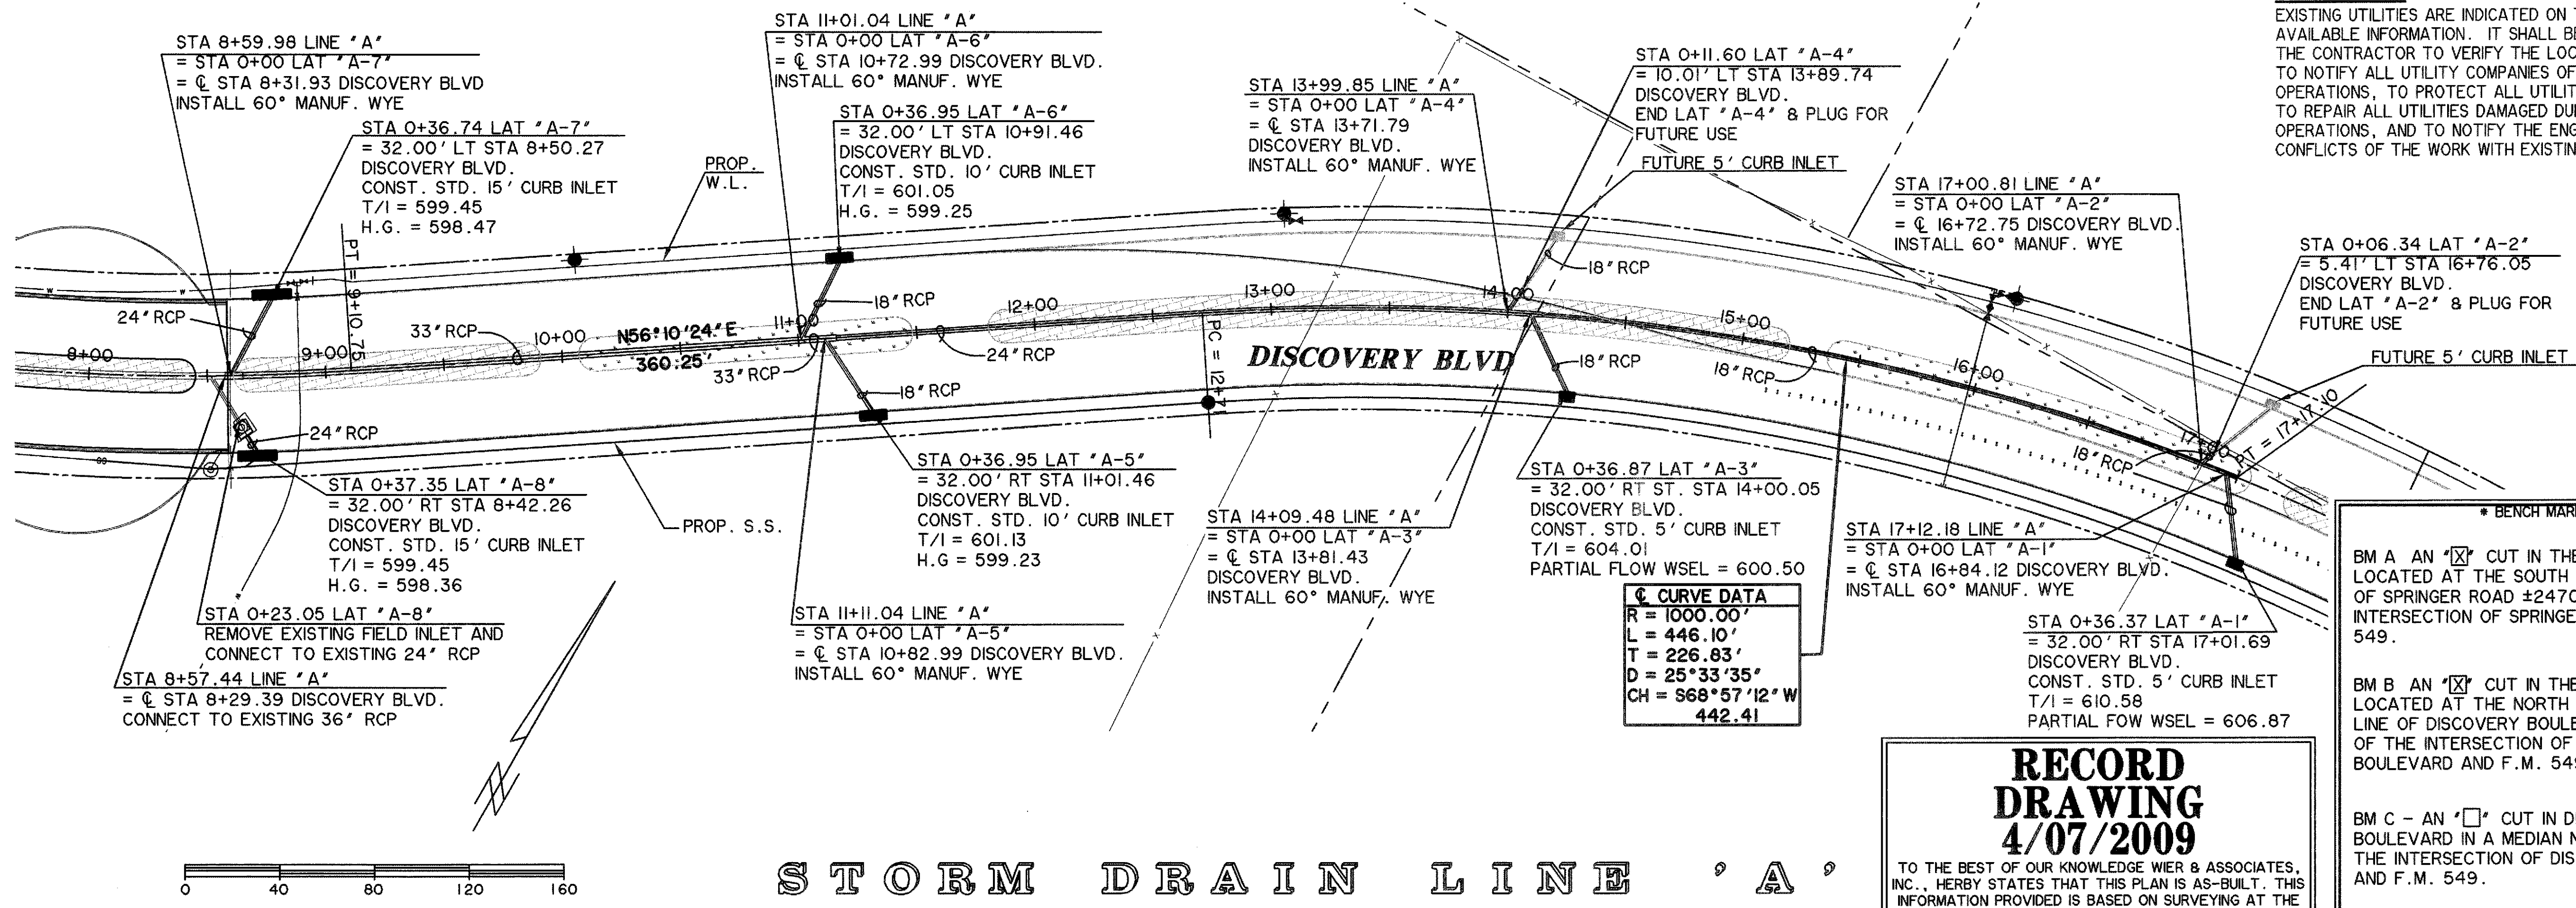 STA 8+59.98 LINE "A"
= STA 0+00 LAT "A-7"
= ℄ STA 8+31.93 DISCOVERY BLVD
INSTALL 60° MANUF. WYE
STA 0+36.74 LAT "A-7"
= 32.00' LT STA 8+50.27
DISCOVERY BLVD.
CONST. STD. 15' CURB INLET
T/I = 599.45
H.G. = 598.47
STA 11+01.04 LINE "A"
= STA 0+00 LAT "A-6"
= ℄ STA 10+72.99 DISCOVERY BLVD.
INSTALL 60° MANUF. WYE
STA 0+36.95 LAT "A-6"
= 32.00' LT STA 10+91.46
DISCOVERY BLVD.
CONST. STD. 10' CURB INLET
T/I = 601.05
H.G. = 599.25
PROP.
W.L.
STA 13+99.85 LINE "A"
= STA 0+00 LAT "A-4"
= ℄ STA 13+71.79
DISCOVERY BLVD.
INSTALL 60° MANUF. WYE
STA 0+11.60 LAT "A-4"
= 10.01' LT STA 13+89.74
DISCOVERY BLVD.
END LAT "A-4" & PLUG FOR
FUTURE USE
FUTURE 5' CURB INLET
STA 17+00.81 LINE "A"
= STA 0+00 LAT "A-2"
= ℄ STA 16+72.75 DISCOVERY BLVD.
INSTALL 60° MANUF. WYE
STA 0+06.34 LAT "A-2"
= 5.41' LT STA 16+76.05
DISCOVERY BLVD.
END LAT "A-2" & PLUG FOR
FUTURE USE
FUTURE 5' CURB INLET
EXISTING UTILITIES ARE INDICATED ON
AVAILABLE INFORMATION. IT SHALL BE
THE CONTRACTOR TO VERIFY THE LOC
TO NOTIFY ALL UTILITY COMPANIES OF
OPERATIONS, TO PROTECT ALL UTILIT
TO REPAIR ALL UTILITIES DAMAGED DU
OPERATIONS, AND TO NOTIFY THE ENG
CONFLICTS OF THE WORK WITH EXISTIN
24" RCP
PT = 9+10.75
33" RCP
18" RCP
24" RCP
18" RCP
18" RCP
8+00
9+00
10+00
N56°10'24"E
360.25'
11+00
12+00
13+00
14+00
15+00
16+00
17+00
33" RCP
18" RCP
PC = 12+71
DISCOVERY BLVD
18" RCP
18" RCP
PT = 17+17.10
24" RCP
STA 0+37.35 LAT "A-8"
= 32.00' RT STA 8+42.26
DISCOVERY BLVD.
CONST. STD. 15' CURB INLET
T/I = 599.45
H.G. = 598.36
STA 0+23.05 LAT "A-8"
REMOVE EXISTING FIELD INLET AND
CONNECT TO EXISTING 24" RCP
STA 8+57.44 LINE "A"
= ℄ STA 8+29.39 DISCOVERY BLVD.
CONNECT TO EXISTING 36" RCP
PROP. S.S.
STA 0+36.95 LAT "A-5"
= 32.00' RT STA 11+01.46
DISCOVERY BLVD.
CONST. STD. 10' CURB INLET
T/I = 601.13
H.G = 599.23
STA 11+11.04 LINE "A"
= STA 0+00 LAT "A-5"
= ℄ STA 10+82.99 DISCOVERY BLVD.
INSTALL 60° MANUF. WYE
STA 14+09.48 LINE "A"
= STA 0+00 LAT "A-3"
= ℄ STA 13+81.43
DISCOVERY BLVD.
INSTALL 60° MANUF. WYE
STA 0+36.87 LAT "A-3"
= 32.00' RT ST. STA 14+00.05
DISCOVERY BLVD.
CONST. STD. 5' CURB INLET
T/I = 604.01
PARTIAL FLOW WSEL = 600.50
℄ CURVE DATA
R = 1000.00'
L = 446.10'
T = 226.83'
D = 25°33'35"
CH = S68°57'12"W
442.41
STA 17+12.18 LINE "A"
= STA 0+00 LAT "A-1"
= ℄ STA 16+84.12 DISCOVERY BLVD.
INSTALL 60° MANUF. WYE
STA 0+36.37 LAT "A-1"
= 32.00' RT STA 17+01.69
DISCOVERY BLVD.
CONST. STD. 5' CURB INLET
T/I = 610.58
PARTIAL FOW WSEL = 606.87
* BENCH MAR
BM A AN "X" CUT IN THE
LOCATED AT THE SOUTH
OF SPRINGER ROAD ±2470
INTERSECTION OF SPRINGE
549.
BM B AN "X" CUT IN THE
LOCATED AT THE NORTH
LINE OF DISCOVERY BOULE
OF THE INTERSECTION OF
BOULEVARD AND F.M. 549
BM C - AN "□" CUT IN D
BOULEVARD IN A MEDIAN N
THE INTERSECTION OF DIS
AND F.M. 549.
RECORD
DRAWING
4/07/2009
TO THE BEST OF OUR KNOWLEDGE WIER & ASSOCIATES,
INC., HERBY STATES THAT THIS PLAN IS AS-BUILT. THIS
INFORMATION PROVIDED IS BASED ON SURVEYING AT THE
0 40 80 120 160
STORM DRAIN LINE 'A'